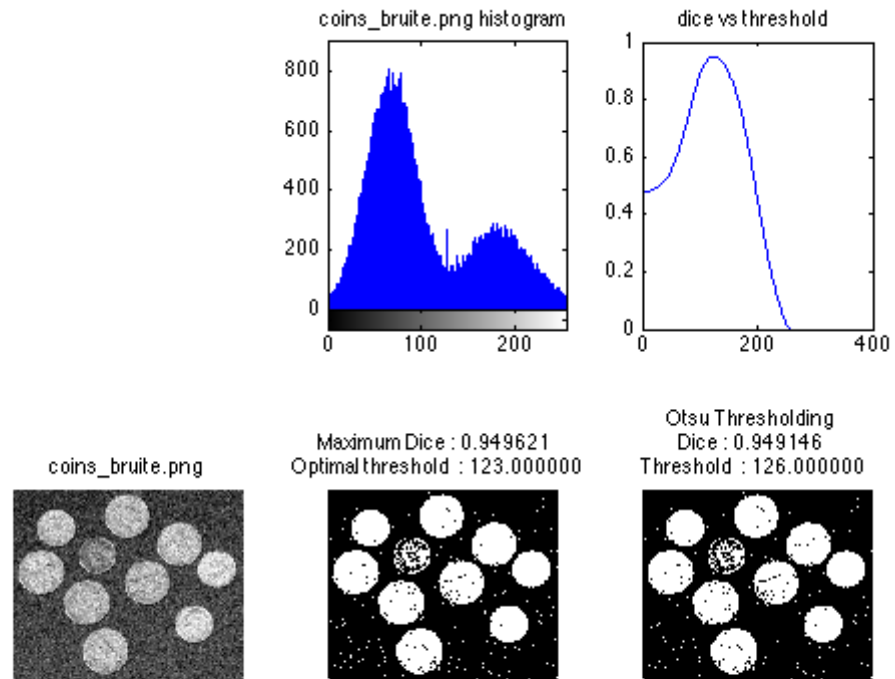 coins_bruite.png histogram
800
600
400
200
0
0 100 200
dice vs threshold
1
0.8
0.6
0.4
0.2
0
0 200 400
coins_bruite.png
Maximum Dice : 0.949621
Optimal threshold : 123.000000
Otsu Thresholding
Dice : 0.949146
Threshold : 126.000000